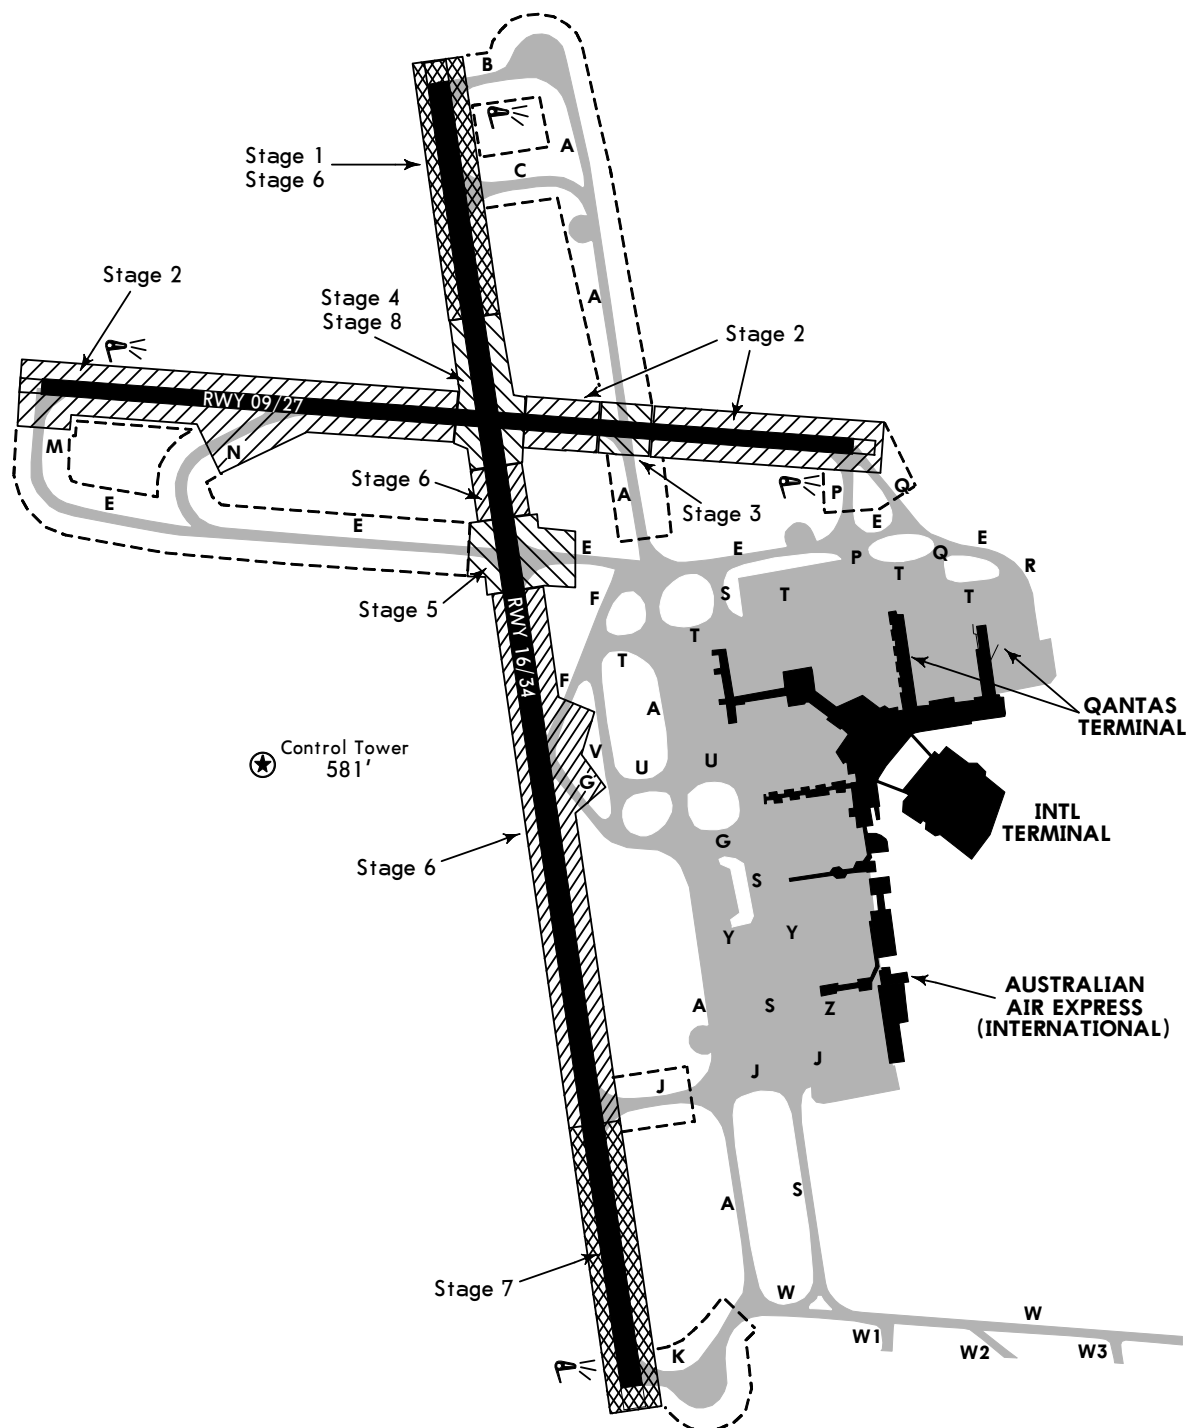 B
A
C
Stage 1
Stage 6
Stage 2
Stage 4
Stage 8
A
Stage 2
RWY 09/27
M
N
Stage 6
A
Stage 3
P
Q
E
E
E
E
E
E
P
Q
T
R
Stage 5
F
S
T
T
RWY 16/34
T
T
F
A
QANTAS
TERMINAL
Control Tower
581'
V
G
U
U
INTL
TERMINAL
G
Stage 6
S
Y
Y
AUSTRALIAN
AIR EXPRESS
(INTERNATIONAL)
A
S
Z
J
J
J
A
S
Stage 7
W
W
W1
W2
W3
K